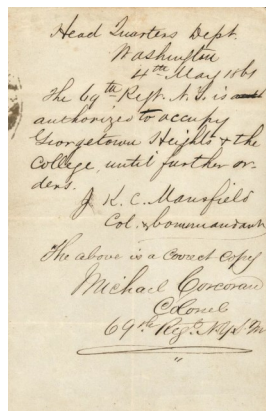 Head Quarters Dept.
Washington
4th May 1861
The 69th Regt. N.Y. is
authorized to occupy
Georgetown Heights & the
College, until further or-
ders.
J. K. C. Mansfield
Col. & Commandant
The above is a correct copy
Michael Corcoran
Colonel
69th Regt. N.Y.S.M